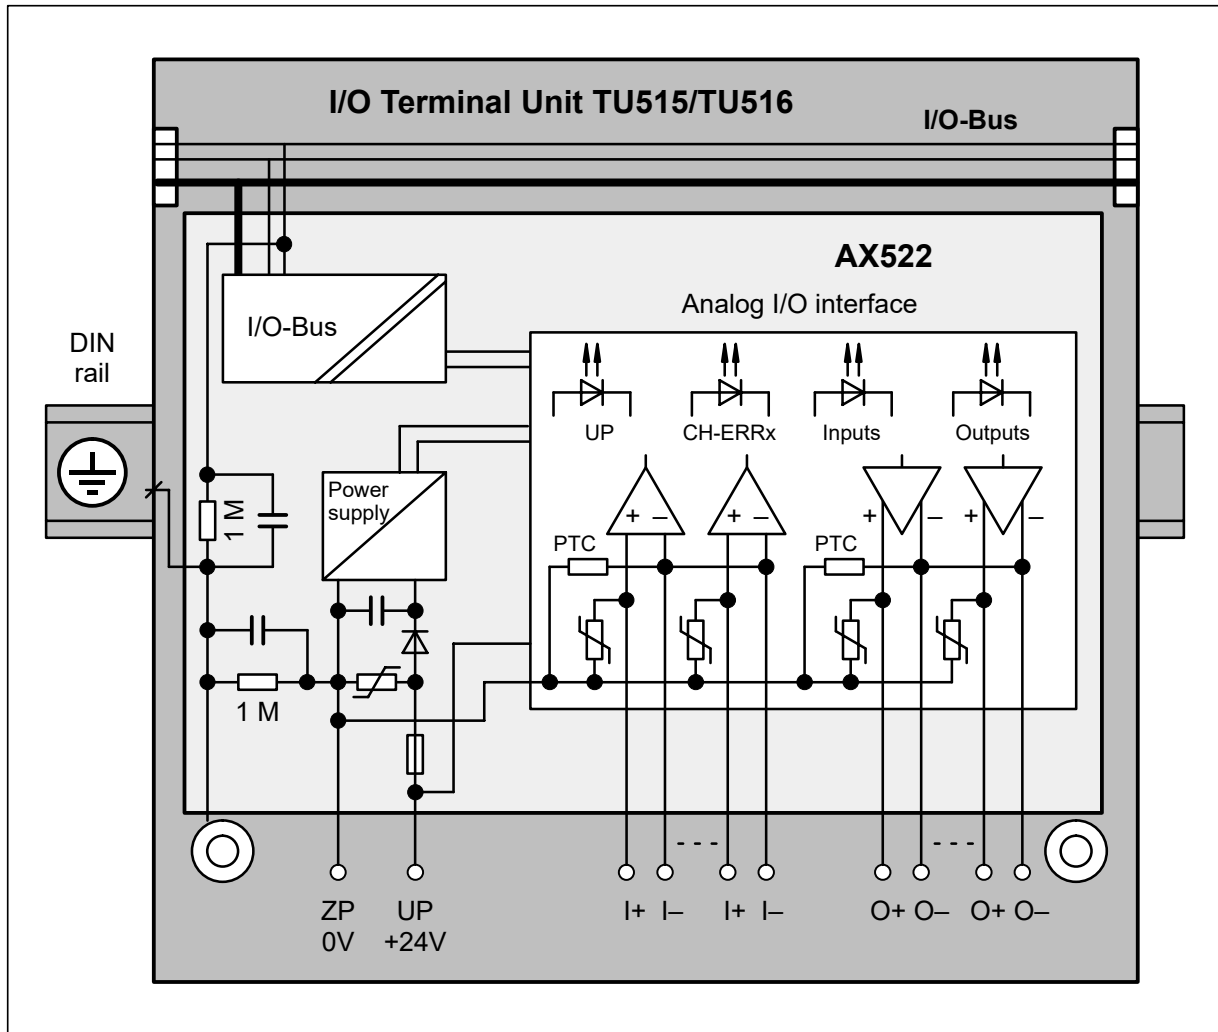 I/O Terminal Unit TU515/TU516
I/O-Bus
AX522
Analog I/O interface
I/O-Bus
DIN
rail
UP
CH-ERRx
Inputs
Outputs
Power
supply
1 M
+ –
+ –
+ –
+ –
PTC
PTC
1 M
- - -
- - -
ZP
0V
UP
+24V
I+ I–
I+ I–
O+ O–
O+ O–